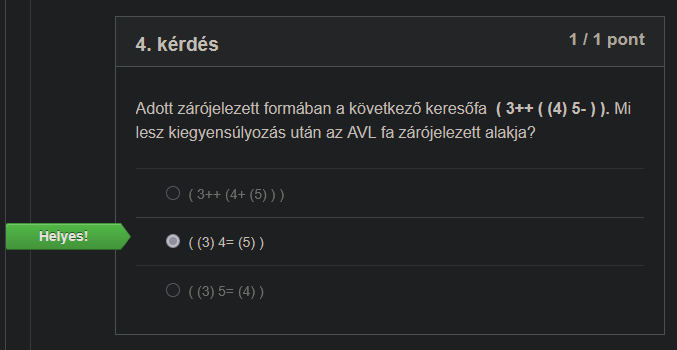 4. kérdés
1 / 1 pont
Adott zárójelezett formában a következő keresőfa ( 3++ ( (4) 5- ) ). Mi
lesz kiegyensúlyozás után az AVL fa zárójelezett alakja?
( 3++ (4+ (5) ) )
Helyes!
( (3) 4= (5) )
( (3) 5= (4) )